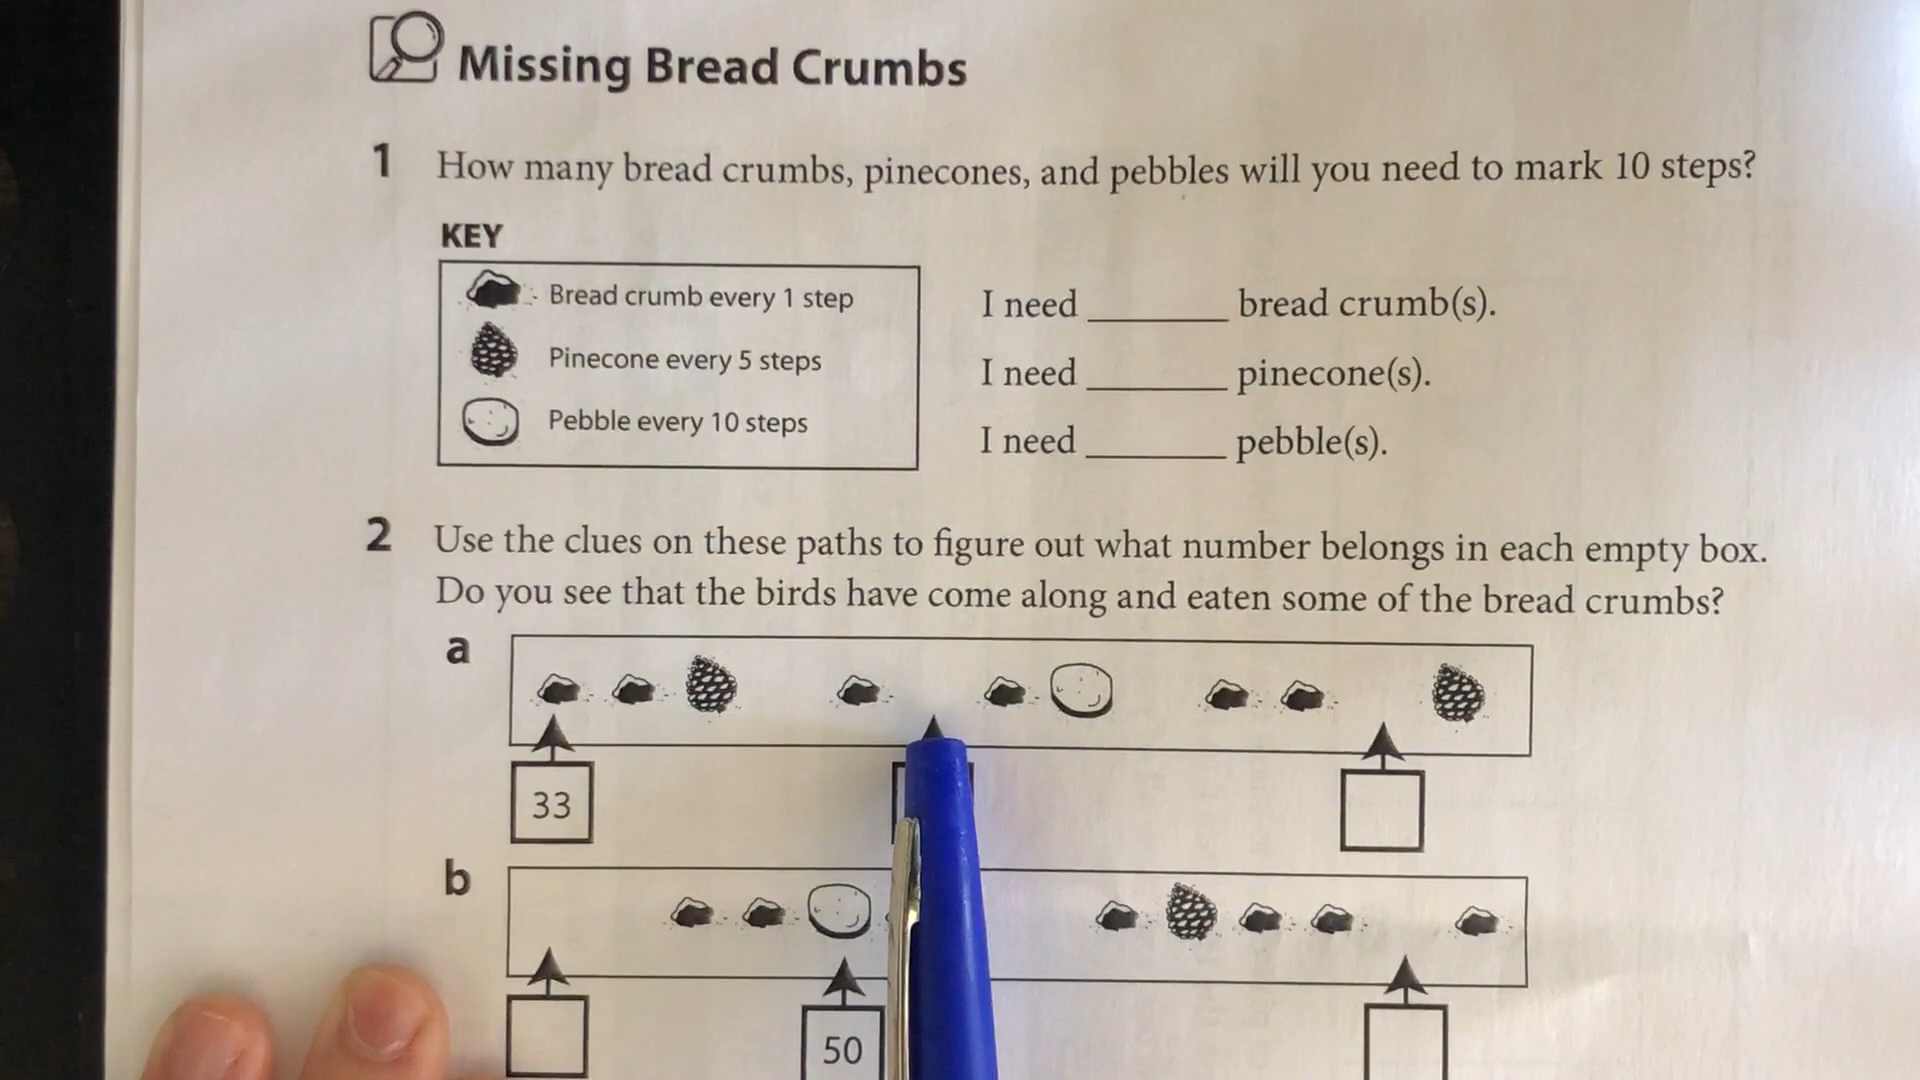 Missing Bread Crumbs
1 How many bread crumbs, pinecones, and pebbles will you need to mark 10 steps?
KEY
Bread crumb every 1 step
Pinecone every 5 steps
Pebble every 10 steps
I need ________ bread crumb(s).
I need ________ pinecone(s).
I need ________ pebble(s).
2 Use the clues on these paths to figure out what number belongs in each empty box.
Do you see that the birds have come along and eaten some of the bread crumbs?
a
33
b
50